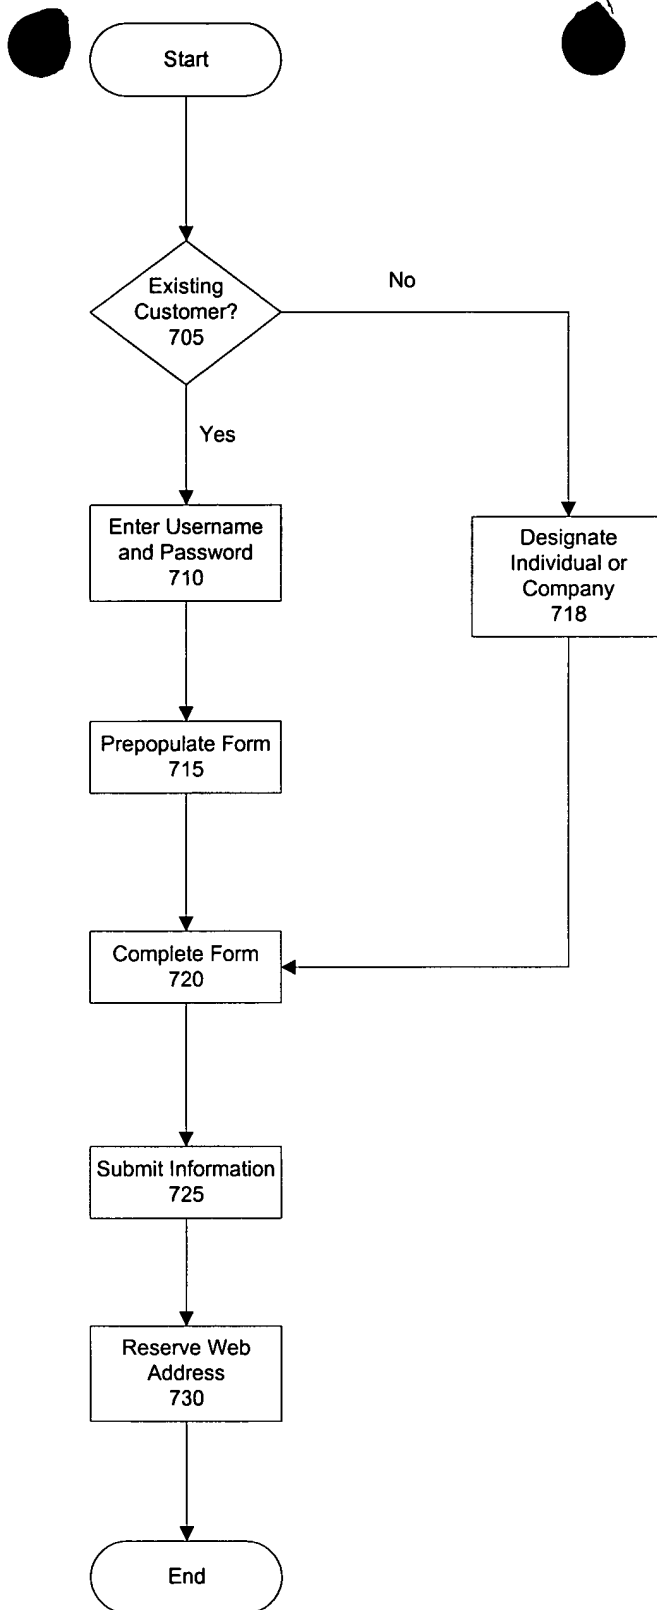 Start
Existing
Customer?
705
No
Yes
Enter Username
and Password
710
Designate
Individual or
Company
718
Prepopulate Form
715
Complete Form
720
Submit Information
725
Reserve Web
Address
730
End